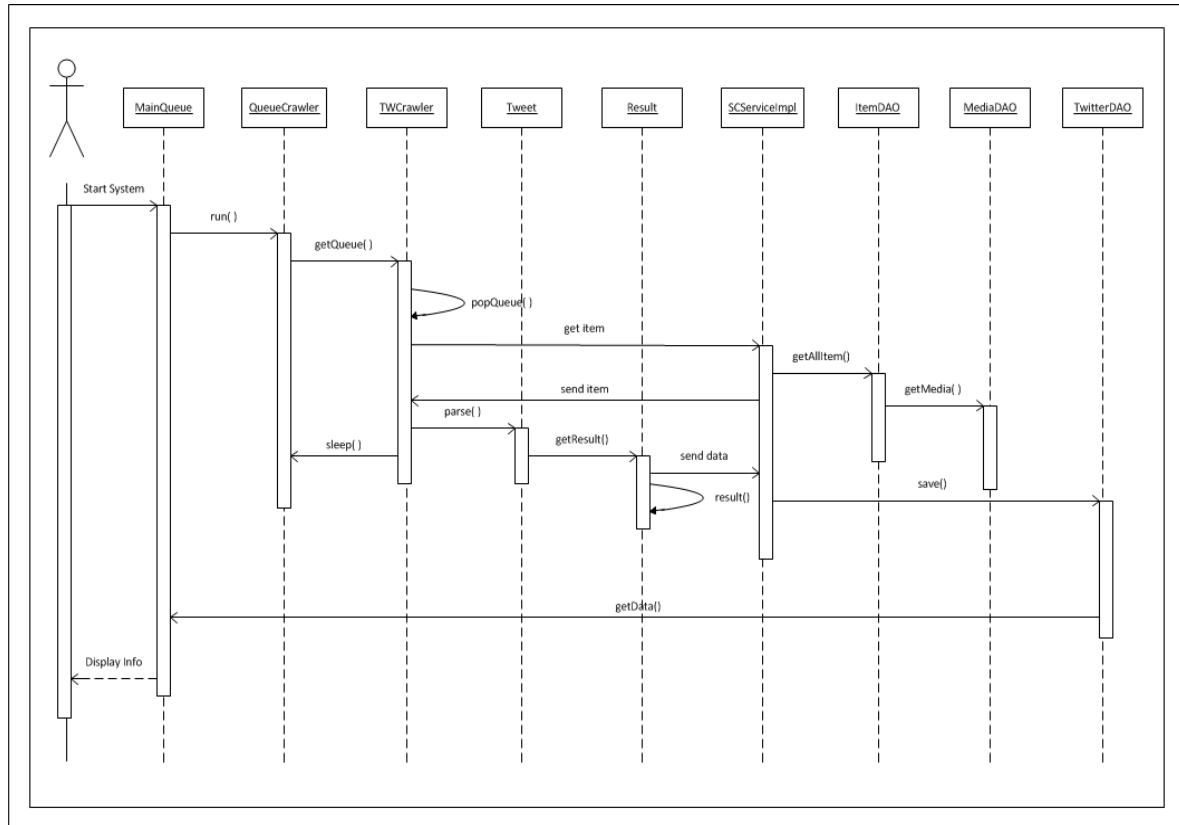 MainQueue
QueueCrawler
TWCrawler
Tweet
Result
SCServiceImpl
ItemDAO
MediaDAO
TwitterDAO
Start System
run( )
getQueue( )
popQueue( )
get item
getAllItem()
getMedia( )
send item
parse( )
sleep( )
getResult()
send data
result()
save()
getData()
Display Info